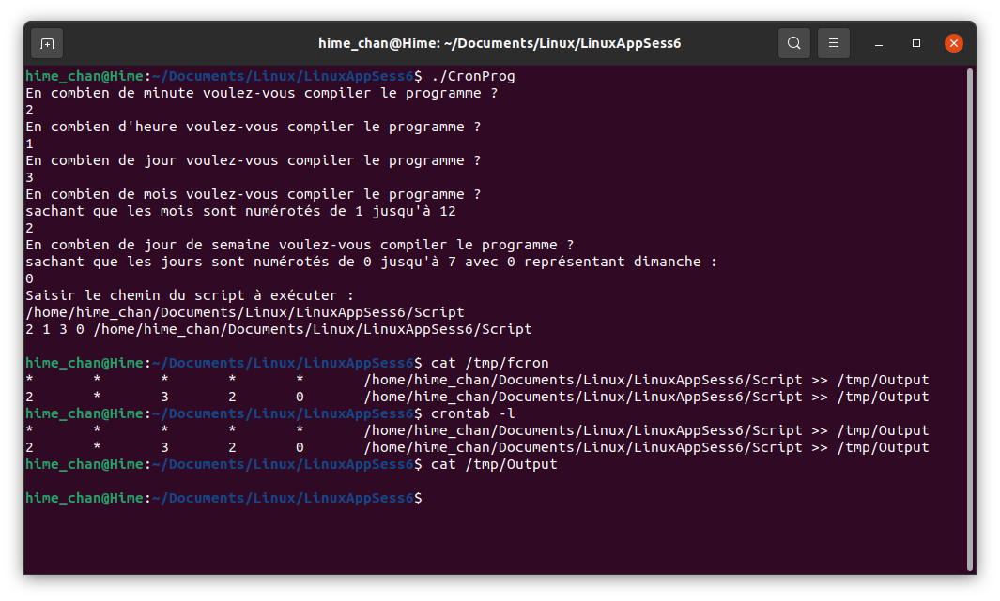 hime_chan@Hime: ~/Documents/Linux/LinuxAppSess6
hime_chan@Hime:~/Documents/Linux/LinuxAppSess6$ ./CronProg
En combien de minute voulez-vous compiler le programme ?
2
En combien d'heure voulez-vous compiler le programme ?
1
En combien de jour voulez-vous compiler le programme ?
3
En combien de mois voulez-vous compiler le programme ?
sachant que les mois sont numérotés de 1 jusqu'à 12
2
En combien de jour de semaine voulez-vous compiler le programme ?
sachant que les jours sont numérotés de 0 jusqu'à 7 avec 0 représentant dimanche :
0
Saisir le chemin du script à exécuter :
/home/hime_chan/Documents/Linux/LinuxAppSess6/Script
2 1 3 0 /home/hime_chan/Documents/Linux/LinuxAppSess6/Script
hime_chan@Hime:~/Documents/Linux/LinuxAppSess6$ cat /tmp/fcron
*       *       *       *       *       /home/hime_chan/Documents/Linux/LinuxAppSess6/Script >> /tmp/Output
2       *       3       2       0       /home/hime_chan/Documents/Linux/LinuxAppSess6/Script >> /tmp/Output
hime_chan@Hime:~/Documents/Linux/LinuxAppSess6$ crontab -l
*       *       *       *       *       /home/hime_chan/Documents/Linux/LinuxAppSess6/Script >> /tmp/Output
2       *       3       2       0       /home/hime_chan/Documents/Linux/LinuxAppSess6/Script >> /tmp/Output
hime_chan@Hime:~/Documents/Linux/LinuxAppSess6$ cat /tmp/Output
hime_chan@Hime:~/Documents/Linux/LinuxAppSess6$